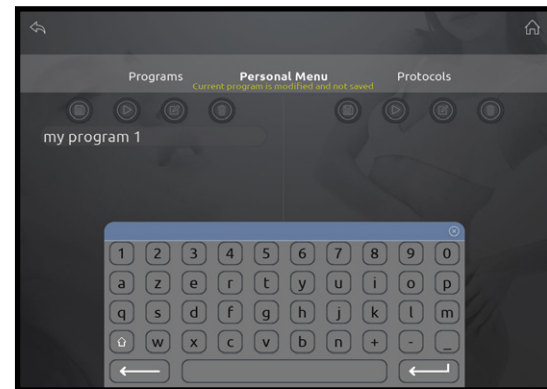 Programs Personal Menu Protocols
Current program is modified and not saved
my program 1
1 2 3 4 5 6 7 8 9 0
a z e r t y u i o p
q s d f g h j k l m
w x c v b n + - _